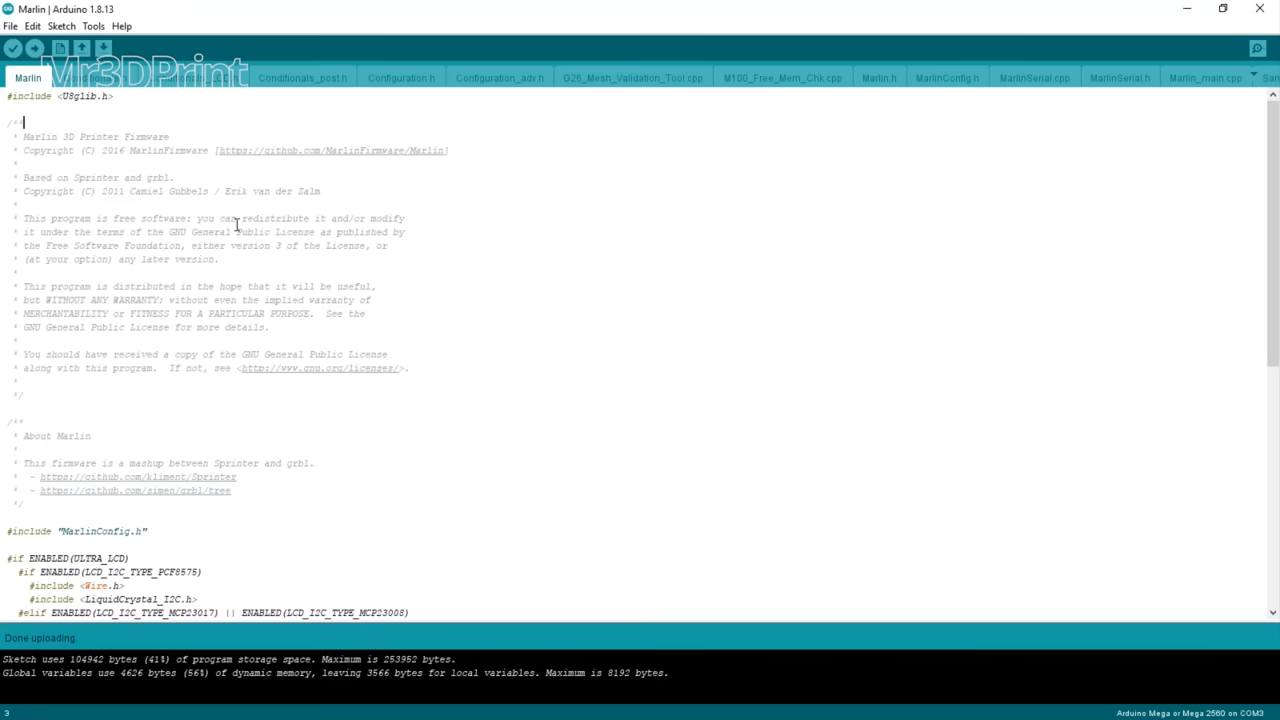 Marlin | Arduino 1.8.13
File Edit Sketch Tools Help
Mr3DPrint
Marlin Conditionals_post.h Configuration.h Configuration_adv.h G26_Mesh_Validation_Tool.cpp M100_Free_Mem_Chk.cpp Marlin.h MarlinConfig.h MarlinSerial.cpp MarlinSerial.h Marlin_main.cpp San
#include <U8glib.h>
/**
* Marlin 3D Printer Firmware
* Copyright (C) 2016 MarlinFirmware [https://github.com/MarlinFirmware/Marlin]
*
* Based on Sprinter and grbl.
* Copyright (C) 2011 Camiel Gubbels / Erik van der Zalm
*
* This program is free software: you can redistribute it and/or modify
* it under the terms of the GNU General Public License as published by
* the Free Software Foundation, either version 3 of the License, or
* (at your option) any later version.
*
* This program is distributed in the hope that it will be useful,
* but WITHOUT ANY WARRANTY; without even the implied warranty of
* MERCHANTABILITY or FITNESS FOR A PARTICULAR PURPOSE.  See the
* GNU General Public License for more details.
*
* You should have received a copy of the GNU General Public License
* along with this program.  If not, see <http://www.gnu.org/licenses/>.
*
*/
/**
* About Marlin
*
* This firmware is a mashup between Sprinter and grbl.
*  - https://github.com/kliment/Sprinter
*  - https://github.com/simen/grbl/tree
*/
#include "MarlinConfig.h"
#if ENABLED(ULTRA_LCD)
#if ENABLED(LCD_I2C_TYPE_PCF8575)
#include <Wire.h>
#include <LiquidCrystal_I2C.h>
#elif ENABLED(LCD_I2C_TYPE_MCP23017) || ENABLED(LCD_I2C_TYPE_MCP23008)
Done uploading.
Sketch uses 104942 bytes (41%) of program storage space. Maximum is 253952 bytes.
Global variables use 4626 bytes (56%) of dynamic memory, leaving 3566 bytes for local variables. Maximum is 8192 bytes.
3 Arduino Mega or Mega 2560 on COM3